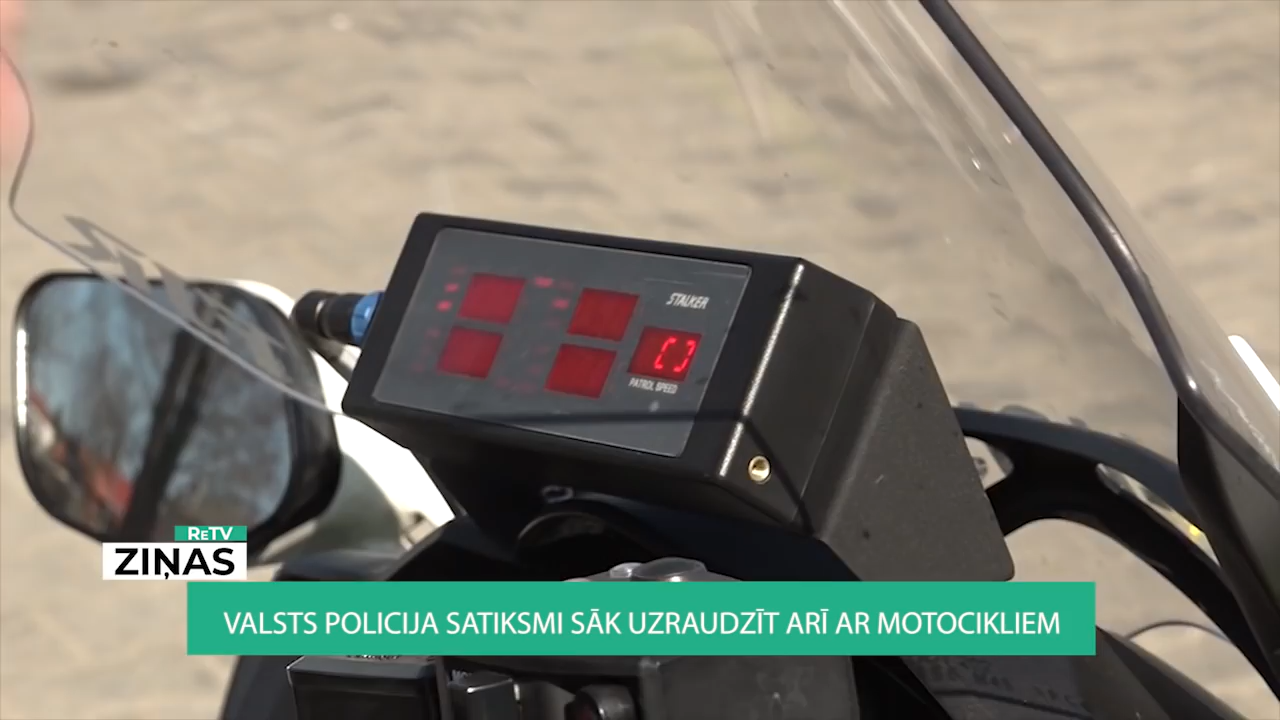 STALKER
PATROL SPEED
ReTV
ZIŅAS
VALSTS POLICIJA SATIKSMI SĀK UZRAUDZĪT ARĪ AR MOTOCIKLIEM